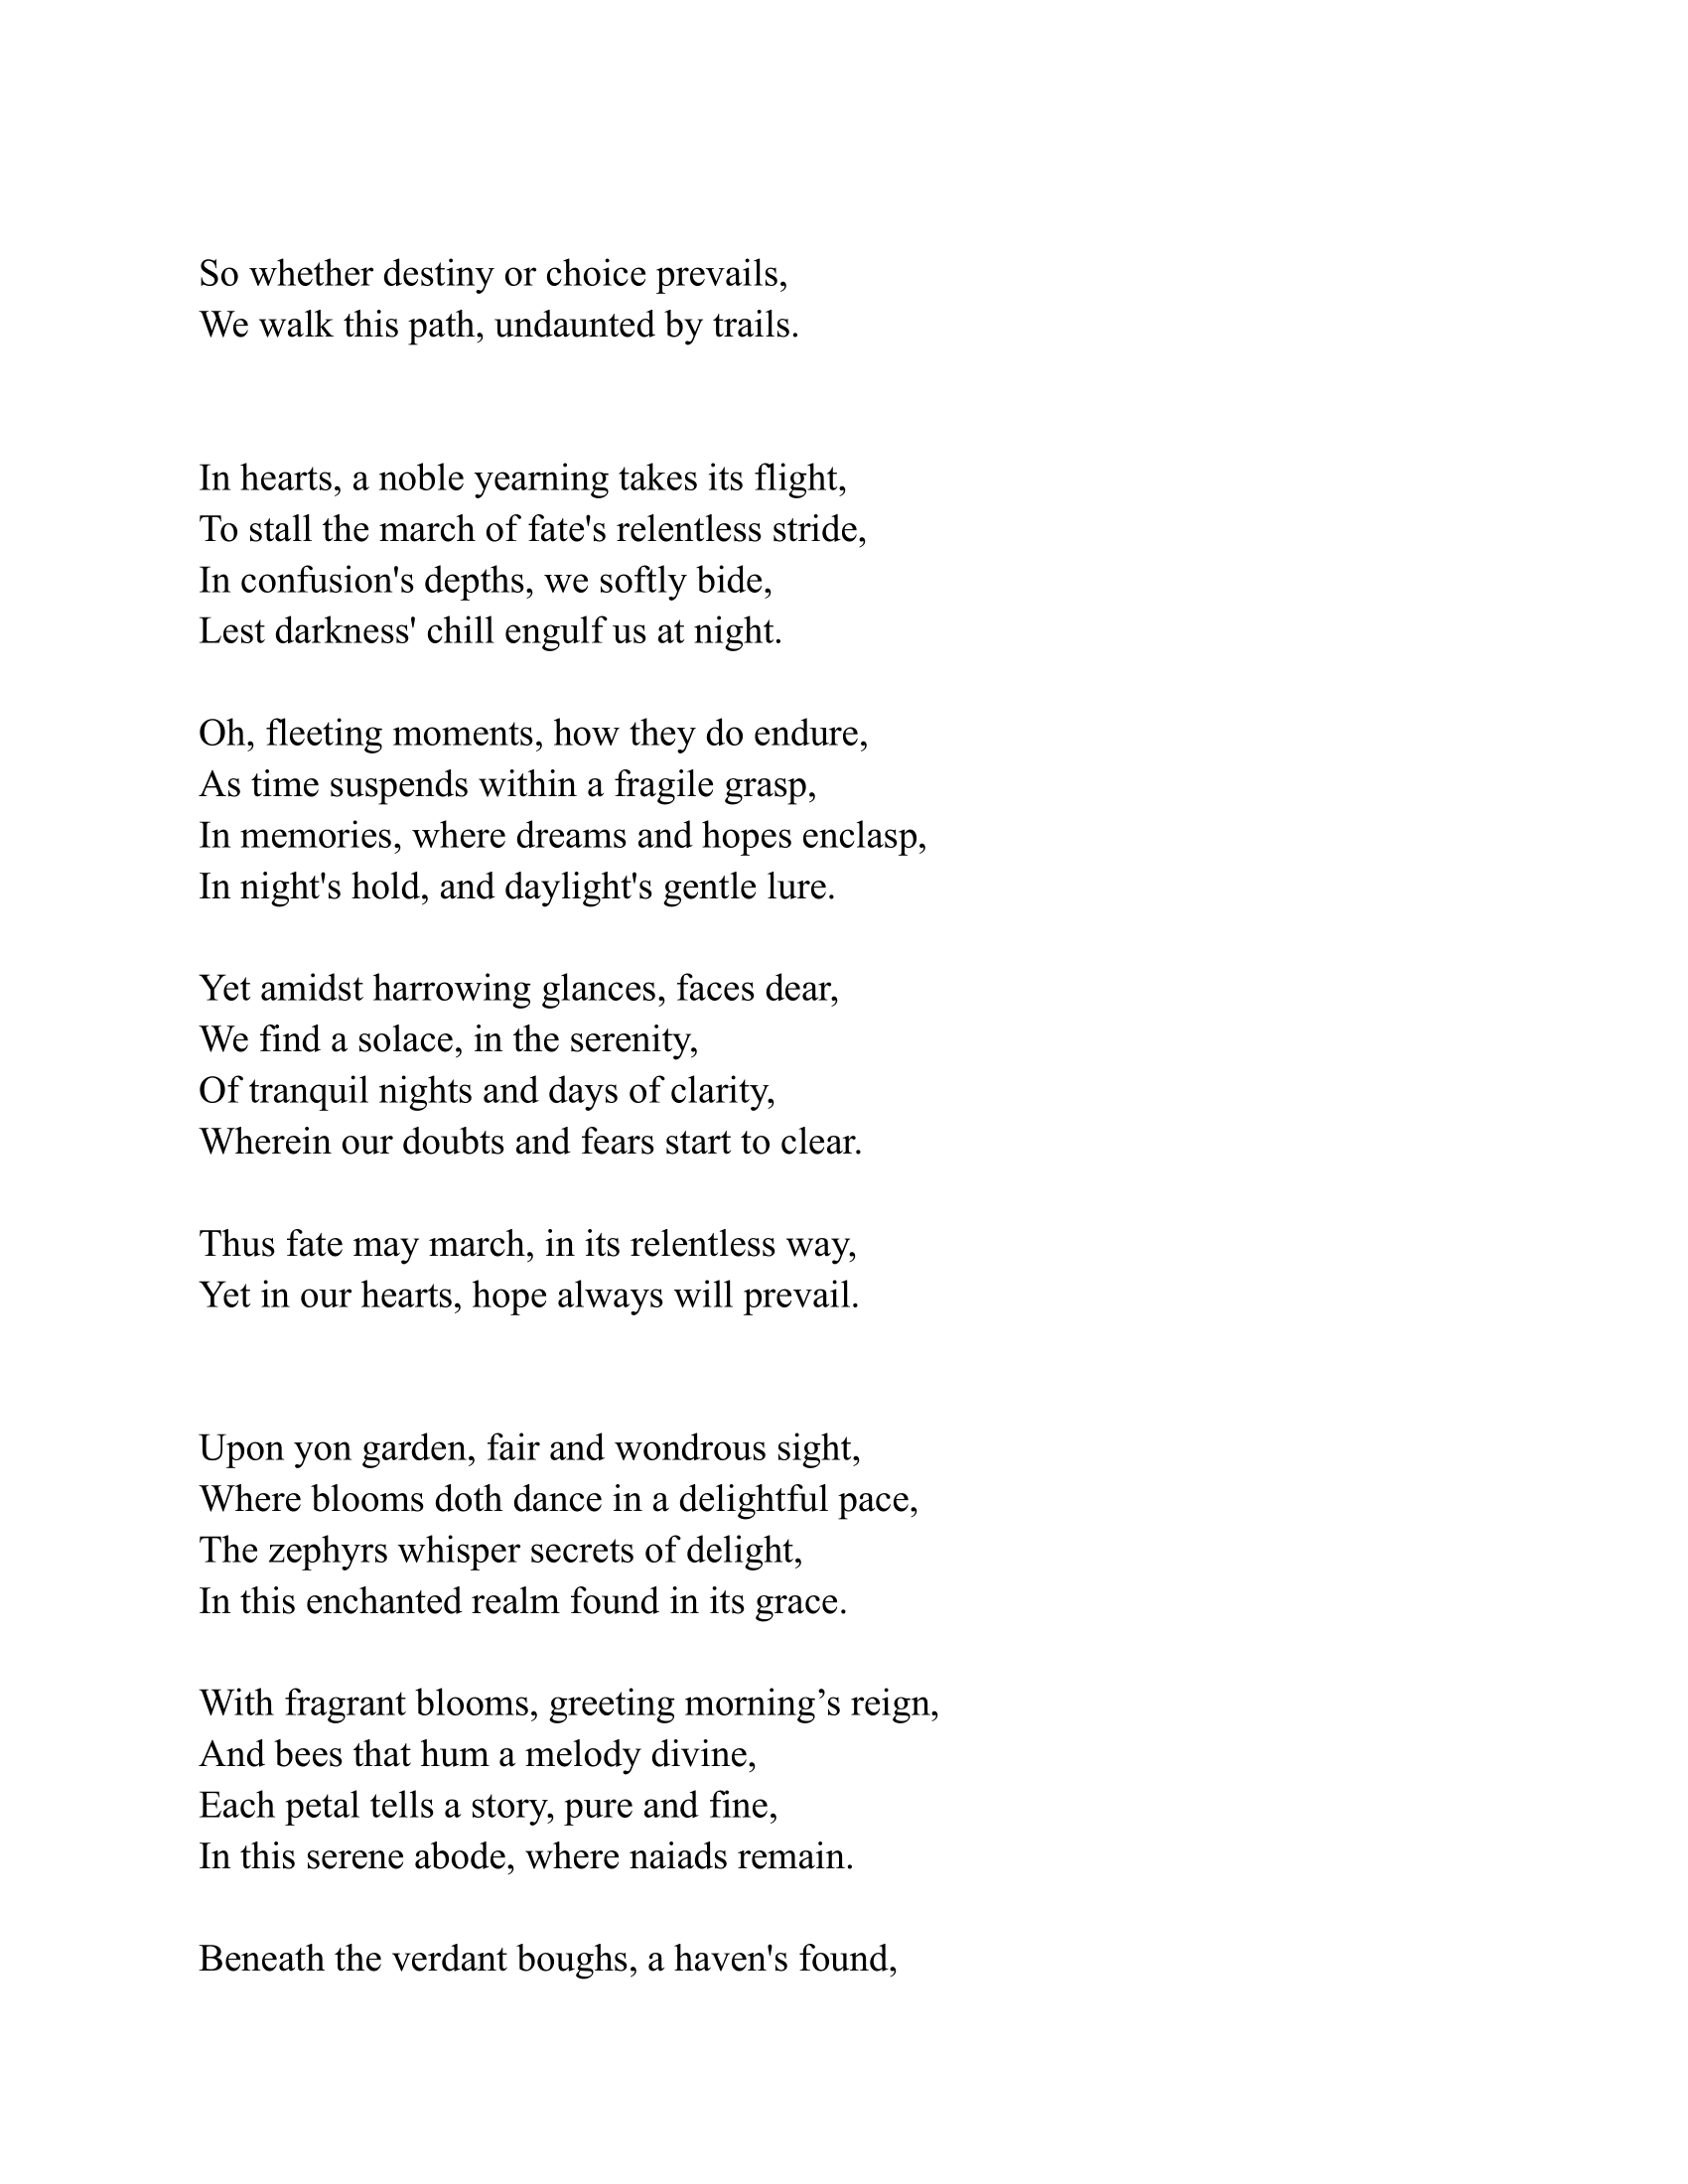 So whether destiny or choice prevails,
We walk this path, undaunted by trails.
In hearts, a noble yearning takes its flight,
To stall the march of fate's relentless stride,
In confusion's depths, we softly bide,
Lest darkness' chill engulf us at night.
Oh, fleeting moments, how they do endure,
As time suspends within a fragile grasp,
In memories, where dreams and hopes enclasp,
In night's hold, and daylight's gentle lure.
Yet amidst harrowing glances, faces dear,
We find a solace, in the serenity,
Of tranquil nights and days of clarity,
Wherein our doubts and fears start to clear.
Thus fate may march, in its relentless way,
Yet in our hearts, hope always will prevail.
Upon yon garden, fair and wondrous sight,
Where blooms doth dance in a delightful pace,
The zephyrs whisper secrets of delight,
In this enchanted realm found in its grace.
With fragrant blooms, greeting morning’s reign,
And bees that hum a melody divine,
Each petal tells a story, pure and fine,
In this serene abode, where naiads remain.
Beneath the verdant boughs, a haven's found,